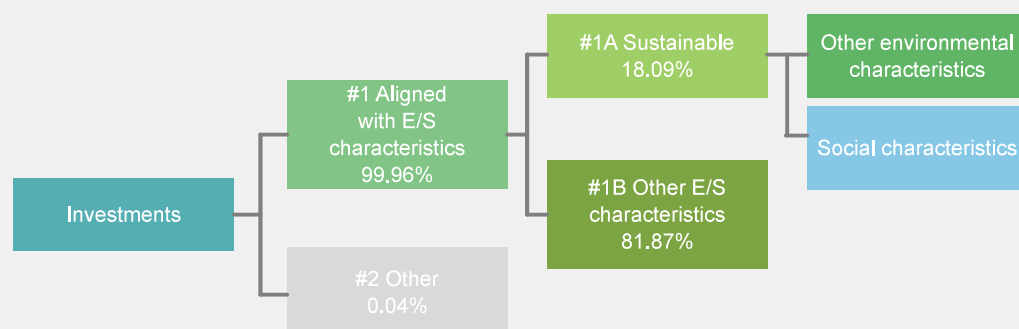 Investments
#1 Aligned
with E/S
characteristics
99.96%
#2 Other
0.04%
#1A Sustainable
18.09%
#1B Other E/S
characteristics
81.87%
Other environmental
characteristics
Social characteristics